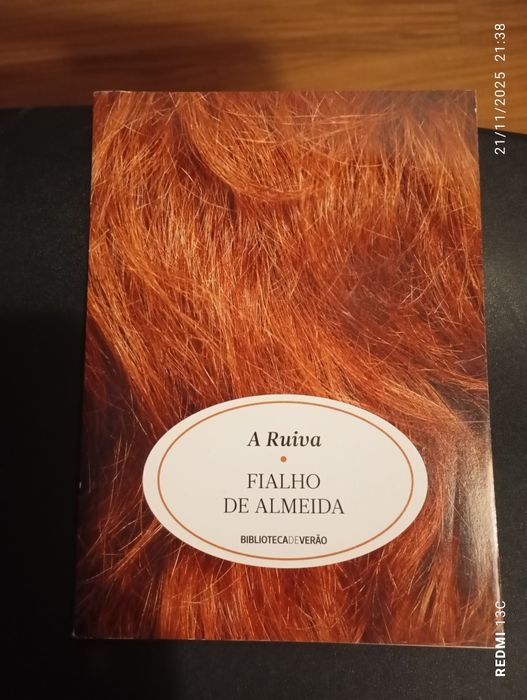 A Ruiva
FIALHO
DE ALMEIDA
BIBLIOTECADEVERÃO
21/11/2025 21:38
REDMI 13C